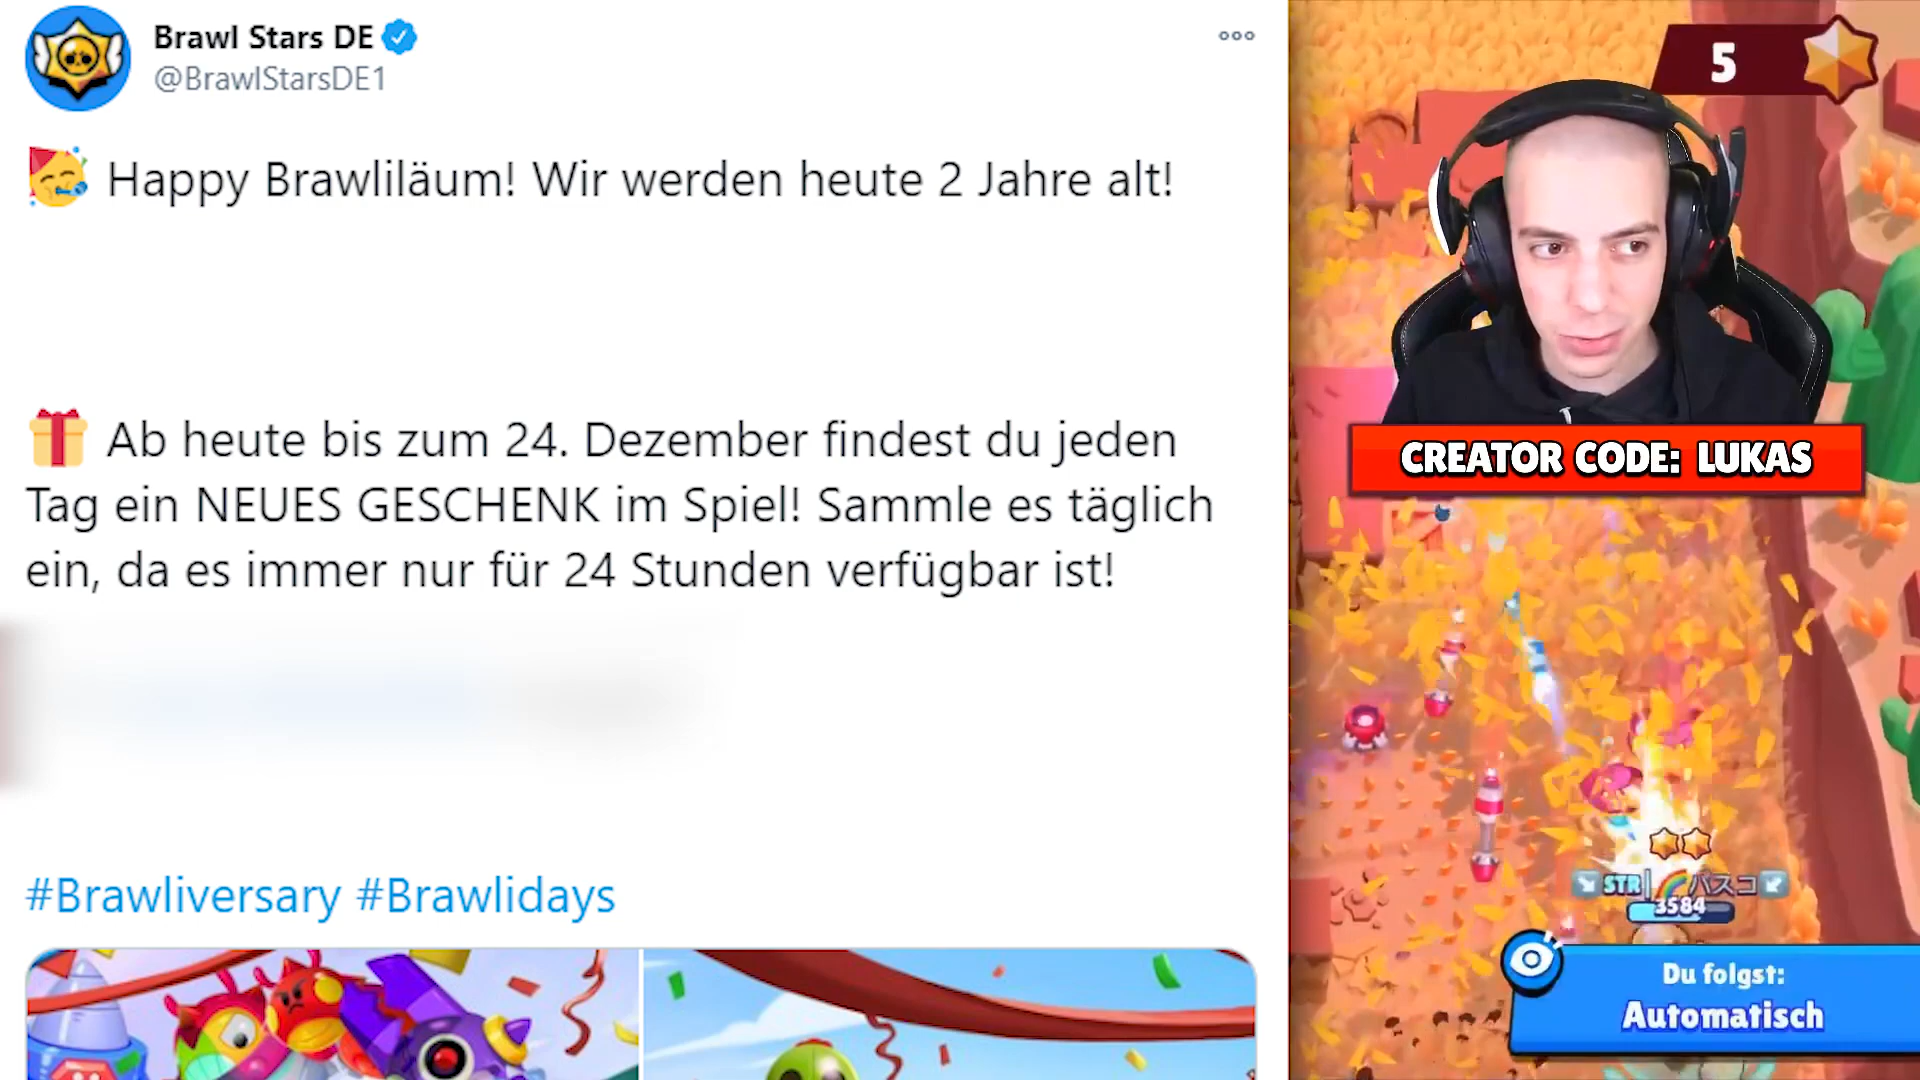 Brawl Stars DE
@BrawlStarsDE1
Happy Brawliläum! Wir werden heute 2 Jahre alt!
Ab heute bis zum 24. Dezember findest du jeden
Tag ein NEUES GESCHENK im Spiel! Sammle es täglich
ein, da es immer nur für 24 Stunden verfügbar ist!
#Brawliversary #Brawlidays
5
CREATOR CODE: LUKAS
STR| パスコ
3584
Du folgst:
Automatisch